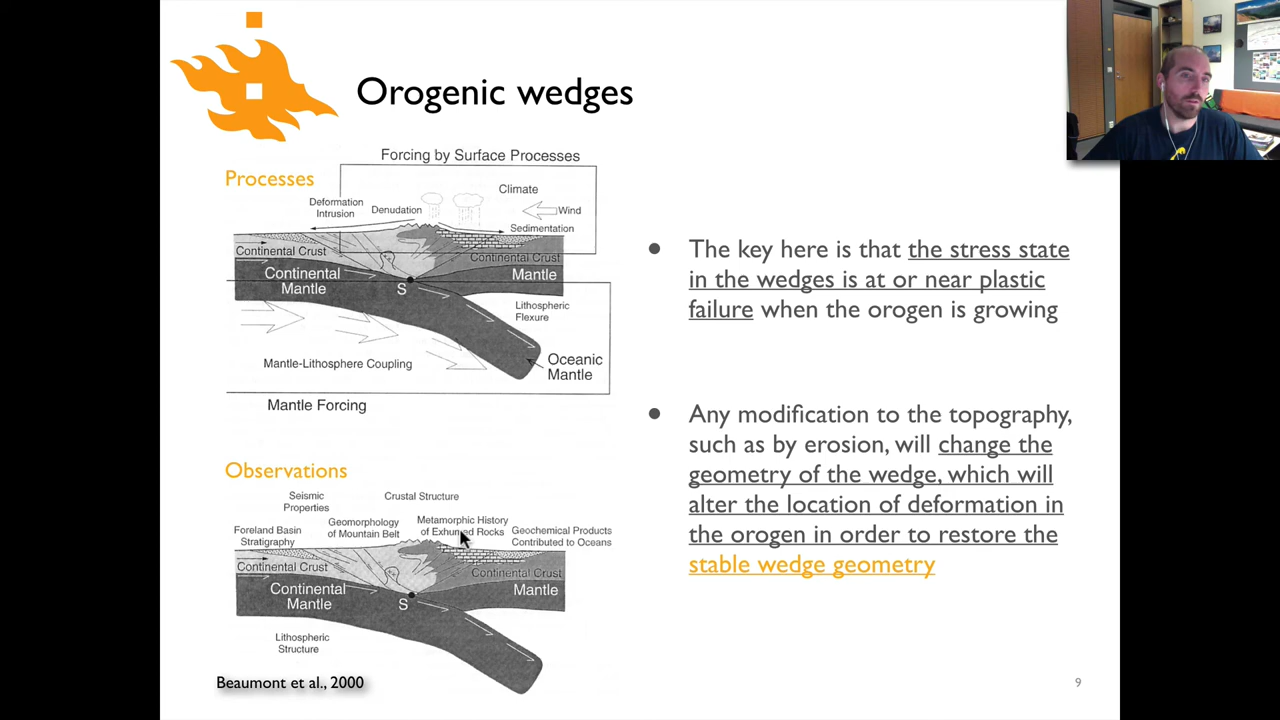 Orogenic wedges
Forcing by Surface Processes
Processes
Climate
Deformation
Intrusion
Denudation
Wind
Sedimentation
Continental Crust
Continental Crust
Continental
Mantle
Mantle
S
Lithospheric
Flexure
Mantle-Lithosphere Coupling
Oceanic
Mantle
Mantle Forcing
Observations
Seismic
Properties
Crustal Structure
Foreland Basin
Stratigraphy
Geomorphology
of Mountain Belt
Metamorphic History
of Exhumed Rocks
Geochemical Products
Contributed to Oceans
Continental Crust
Continental Crust
Continental
Mantle
Mantle
S
Lithospheric
Structure
Beaumont et al., 2000
• The key here is that the stress state
in the wedges is at or near plastic
failure when the orogen is growing
• Any modification to the topography,
such as by erosion, will change the
geometry of the wedge, which will
alter the location of deformation in
the orogen in order to restore the
stable wedge geometry
9